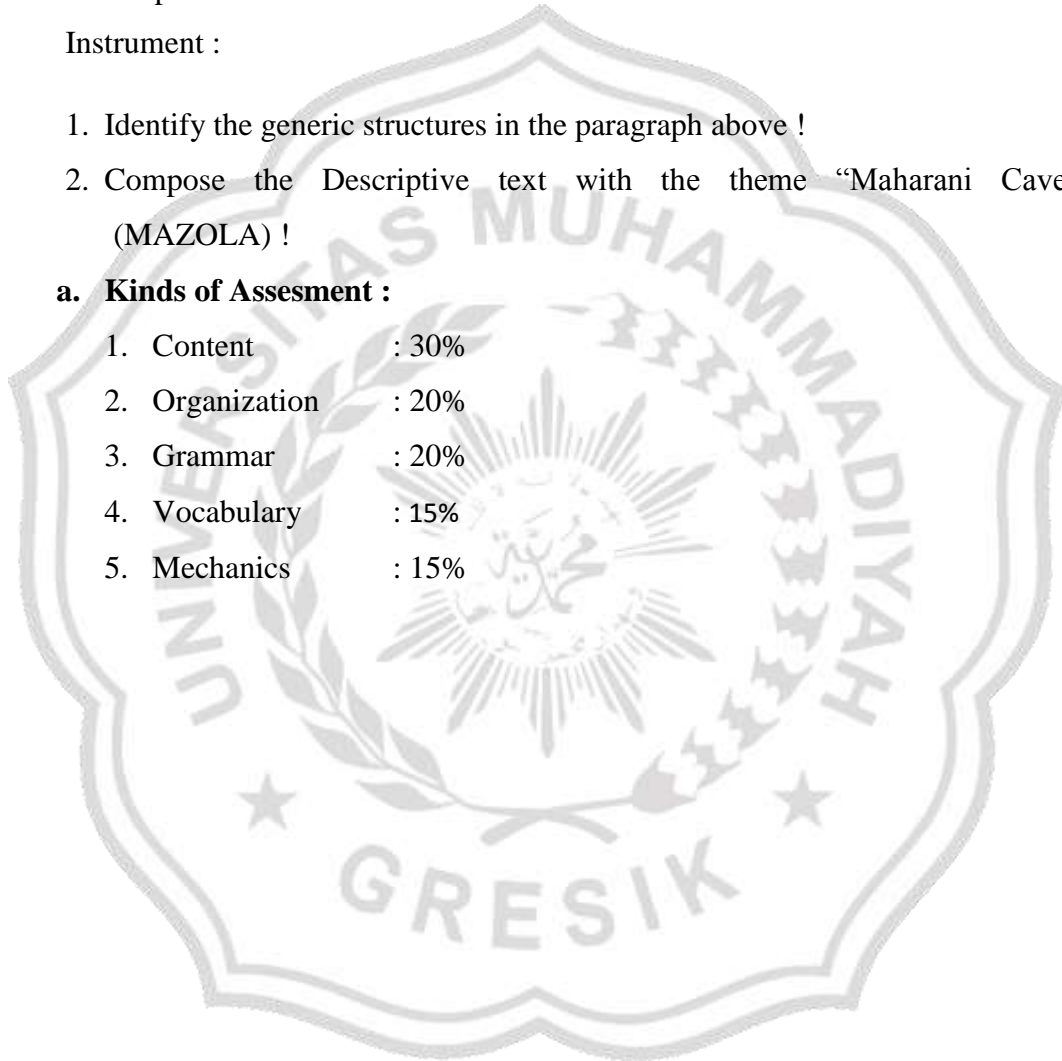 Instrument :
1. Identify the generic structures in the paragraph above !
2. Compose the Descriptive text with the theme “Maharani Cave
(MAZOLA) !
a. Kinds of Assesment :
1. Content : 30%
2. Organization : 20%
3. Grammar : 20%
4. Vocabulary : 15%
5. Mechanics : 15%
UNIVERSITAS MUHAMMADIYAH
GRESIK